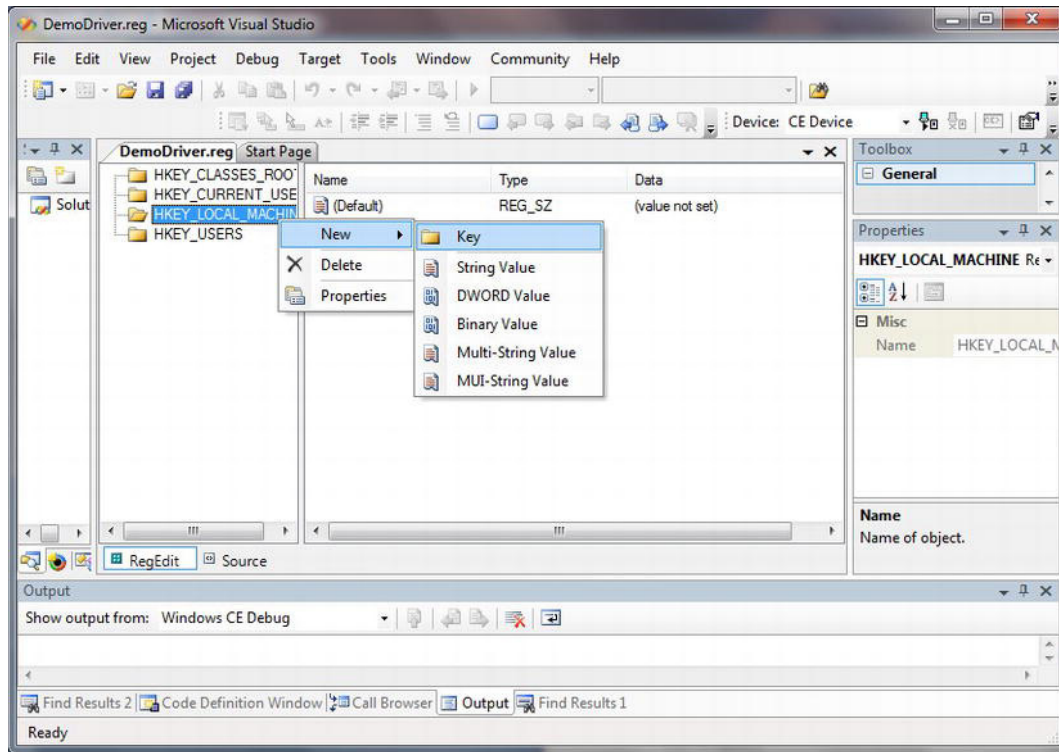 DemoDriver.reg - Microsoft Visual Studio
File Edit View Project Debug Target Tools Window Community Help
Device: CE Device
DemoDriver.reg Start Page
Toolbox
General
Solut
HKEY_CLASSES_ROO
HKEY_CURRENT_USE
HKEY_LOCAL_MACHIN
HKEY_USERS
Name Type Data
(Default) REG_SZ (value not set)
New
Delete
Properties
Key
String Value
DWORD Value
Binary Value
Multi-String Value
MUI-String Value
Properties
HKEY_LOCAL_MACHINE Re
Misc
Name HKEY_LOCAL_M
Name
Name of object.
RegEdit Source
Output
Show output from: Windows CE Debug
Find Results 2 Code Definition Window Call Browser Output Find Results 1
Ready